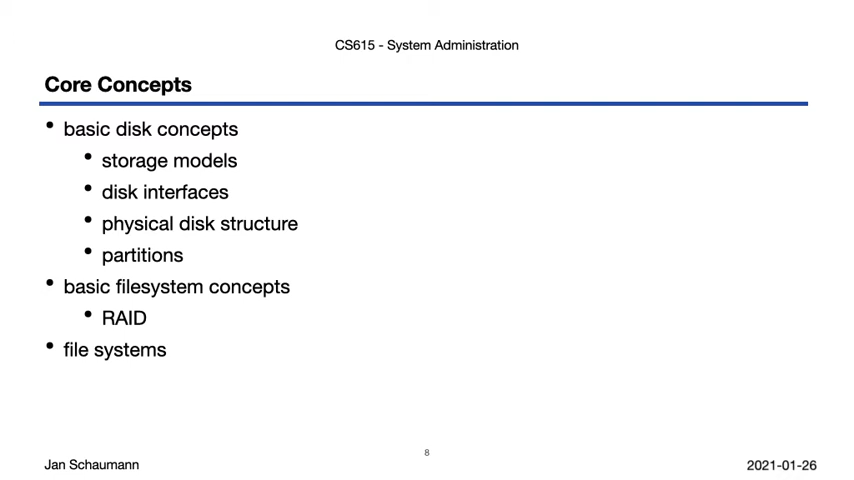 CS615 - System Administration
Core Concepts
• basic disk concepts
• storage models
• disk interfaces
• physical disk structure
• partitions
• basic filesystem concepts
• RAID
• file systems
8
Jan Schaumann
2021-01-26